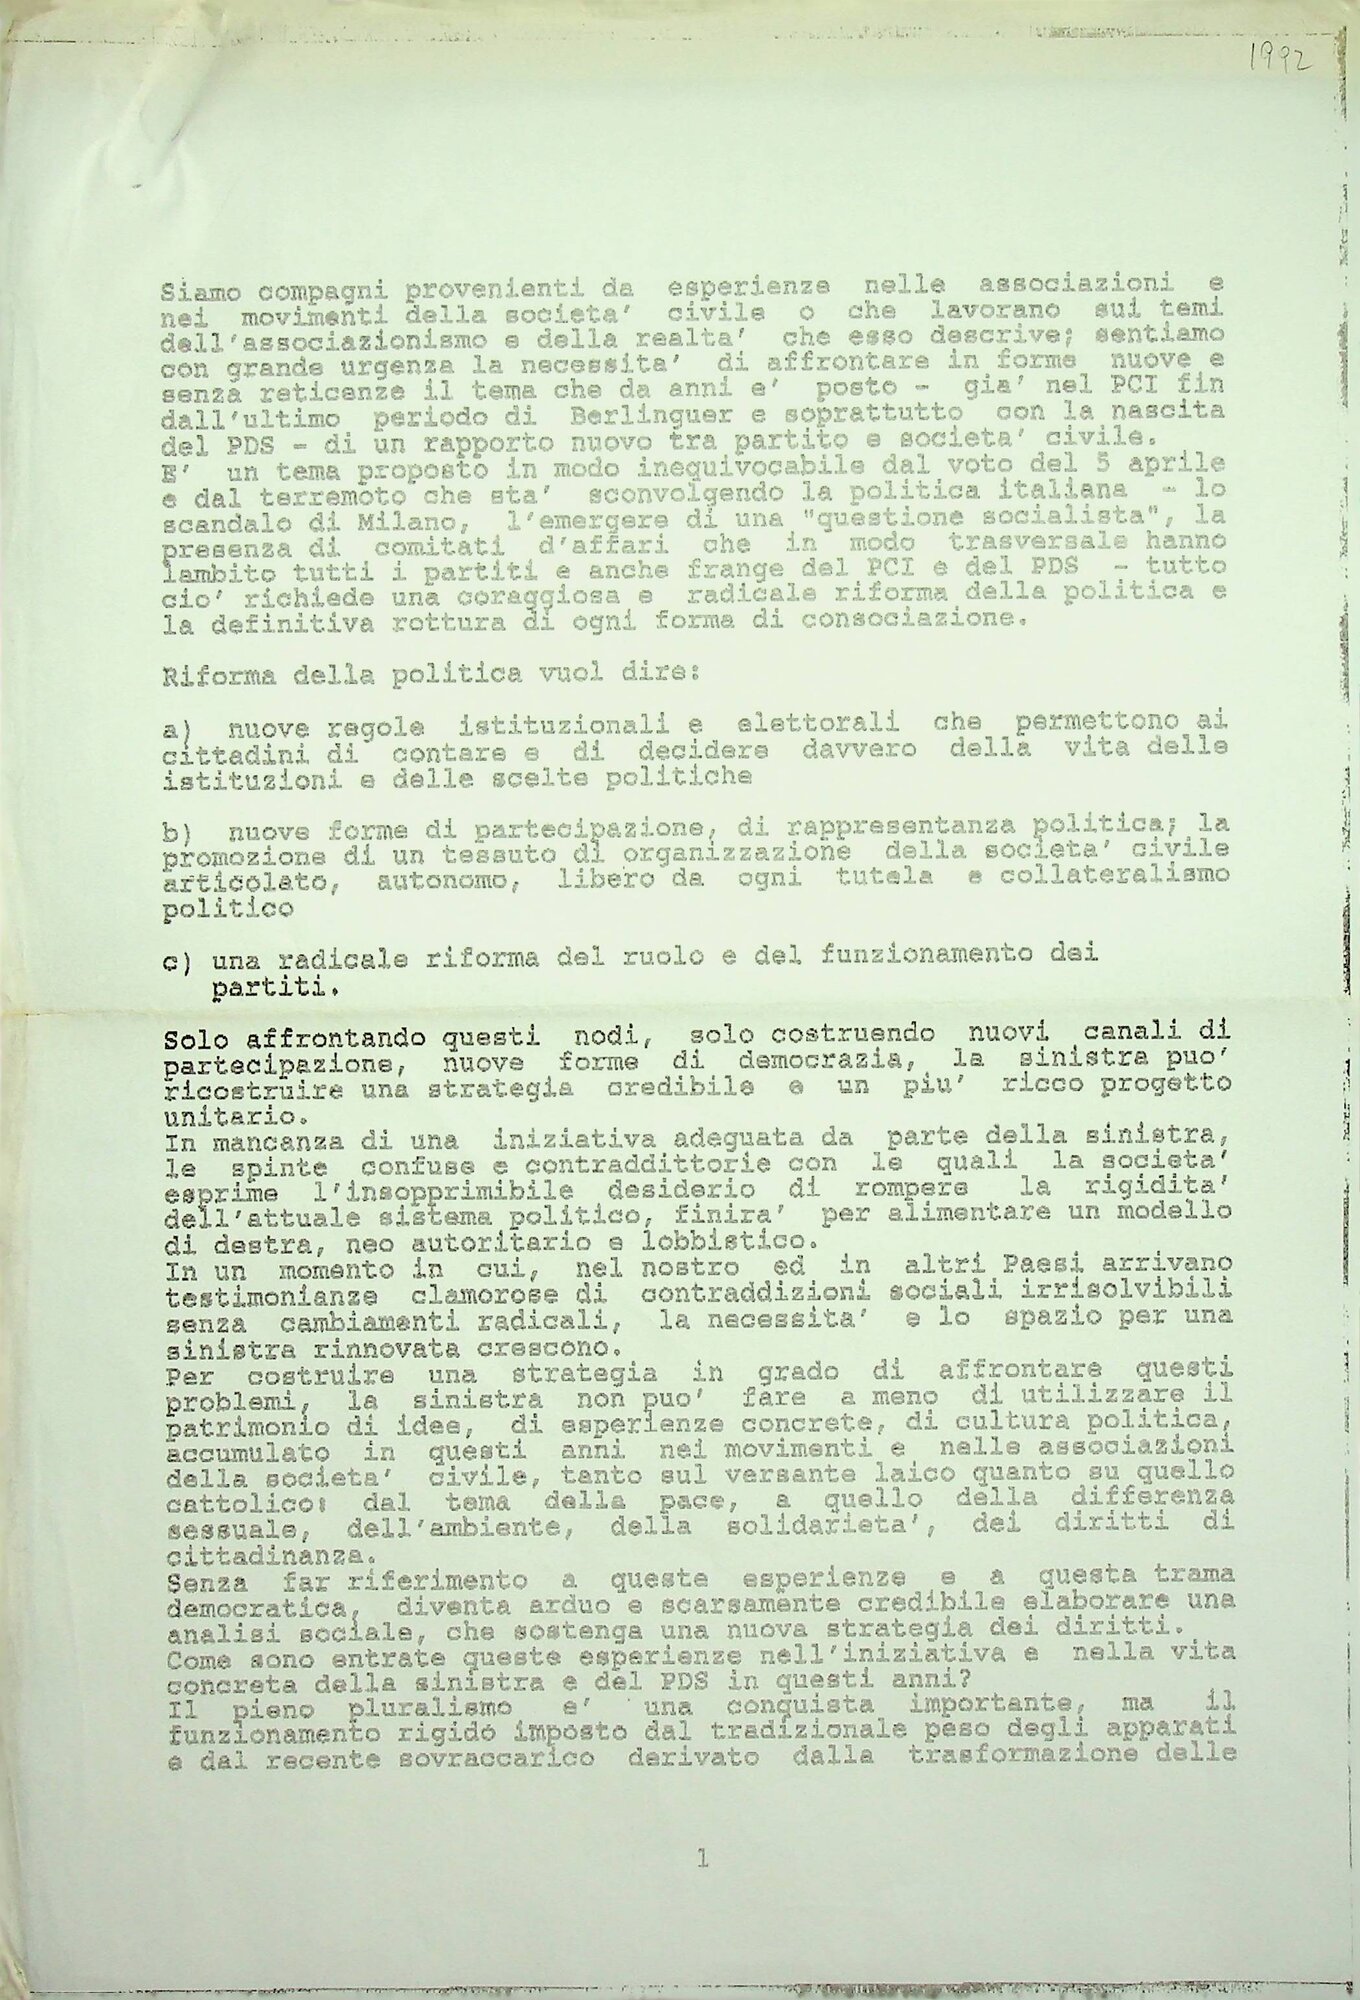 1992
Siamo compagni provenienti da esperienze nelle associazioni e
nei movimenti della societa' civile o che lavorano sui temi
dell'associazionismo e della realta' che esso descrive; sentiamo
con grande urgenza la necessita' di affrontare in forme nuove e
senza reticenze il tema che da anni e' posto - gia' nel PCI fin
dall'ultimo periodo di Berlinguer e soprattutto con la nascita
del PDS - di un rapporto nuovo tra partito e societa' civile.
E' un tema proposto in modo inequivocabile dal voto del 5 aprile
e dal terremoto che sta' sconvolgendo la politica italiana - lo
scandalo di Milano, l'emergere di una "questione socialista", la
presenza di comitati d'affari che in modo trasversale hanno
lambito tutti i partiti e anche frange del PCI e del PDS - tutto
cio' richiede una coraggiosa e radicale riforma della politica e
la definitiva rottura di ogni forma di consociazione.
Riforma della politica vuol dire:
a) nuove regole istituzionali e elettorali che permettono ai
cittadini di contare e di decidere davvero della vita delle
istituzioni e delle scelte politiche
b) nuove forme di partecipazione, di rappresentanza politica; la
promozione di un tessuto di organizzazione della societa' civile
articolato, autonomo, libero da ogni tutela e collateralismo
politico
c) una radicale riforma del ruolo e del funzionamento dei
partiti.
Solo affrontando questi nodi, solo costruendo nuovi canali di
partecipazione, nuove forme di democrazia, la sinistra puo'
ricostruire una strategia credibile e un piu' ricco progetto
unitario.
In mancanza di una iniziativa adeguata da parte della sinistra,
le spinte confuse e contraddittorie con le quali la societa'
esprime l'insopprimibile desiderio di rompere la rigidita'
dell'attuale sistema politico, finira' per alimentare un modello
di destra, neo autoritario e lobbistico.
In un momento in cui, nel nostro ed in altri Paesi arrivano
testimonianze clamorose di contraddizioni sociali irrisolvibili
senza cambiamenti radicali, la necessita' e lo spazio per una
sinistra rinnovata crescono.
Per costruire una strategia in grado di affrontare questi
problemi, la sinistra non puo' fare a meno di utilizzare il
patrimonio di idee, di esperienze concrete, di cultura politica,
accumulato in questi anni nei movimenti e nelle associazioni
della societa' civile, tanto sul versante laico quanto su quello
cattolico: dal tema della pace, a quello della differenza
sessuale, dell'ambiente, della solidarieta', dei diritti di
cittadinanza.
Senza far riferimento a queste esperienze e a questa trama
democratica, diventa arduo e scarsamente credibile elaborare una
analisi sociale, che sostenga una nuova strategia dei diritti.
Come sono entrate queste esperienze nell'iniziativa e nella vita
concreta della sinistra e del PDS in questi anni?
Il pieno pluralismo e' una conquista importante, ma il
funzionamento rigido imposto dal tradizionale peso degli apparati
e dal recente sovraccarico derivato dalla trasformazione delle
1